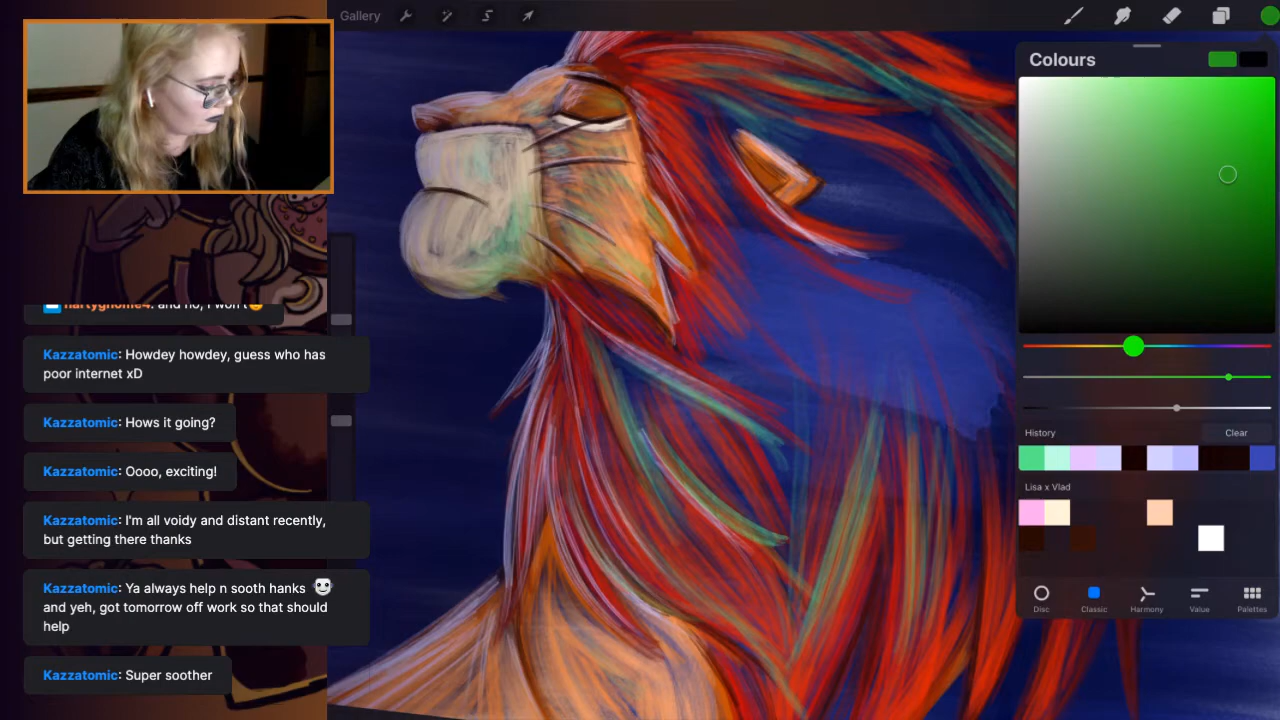 Gallery
Colours
hartygnome4: and no, I won't
Kazzatomic: Howdey howdey, guess who has
poor internet xD
Kazzatomic: Hows it going?
Kazzatomic: Oooo, exciting!
Kazzatomic: I'm all voidy and distant recently,
but getting there thanks
Kazzatomic: Ya always help n sooth hanks
and yeh, got tomorrow off work so that should
help
Kazzatomic: Super soother
History
Clear
Lisa x Vlad
Disc
Classic
Harmony
Value
Palettes